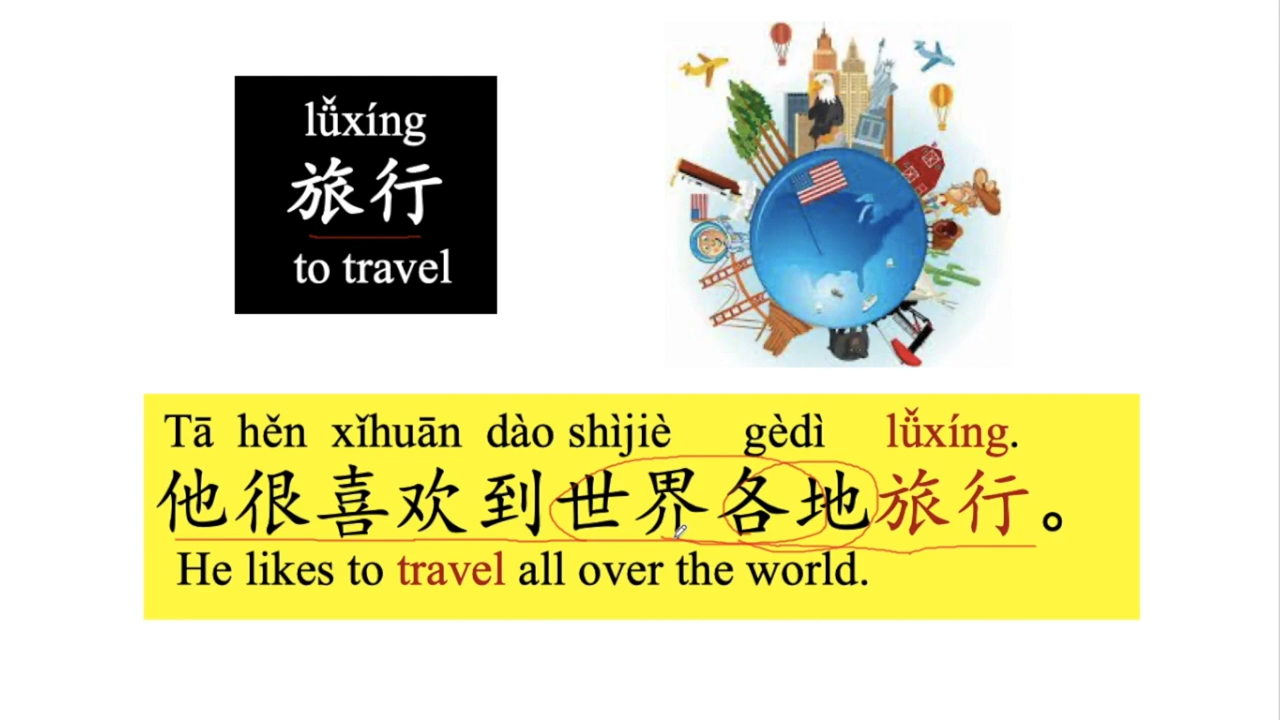 lǚxíng
旅行
to travel
Tā hěn xǐhuān dào shìjiè gèdì lǚxíng.
他很喜欢到世界各地旅行。
He likes to travel all over the world.